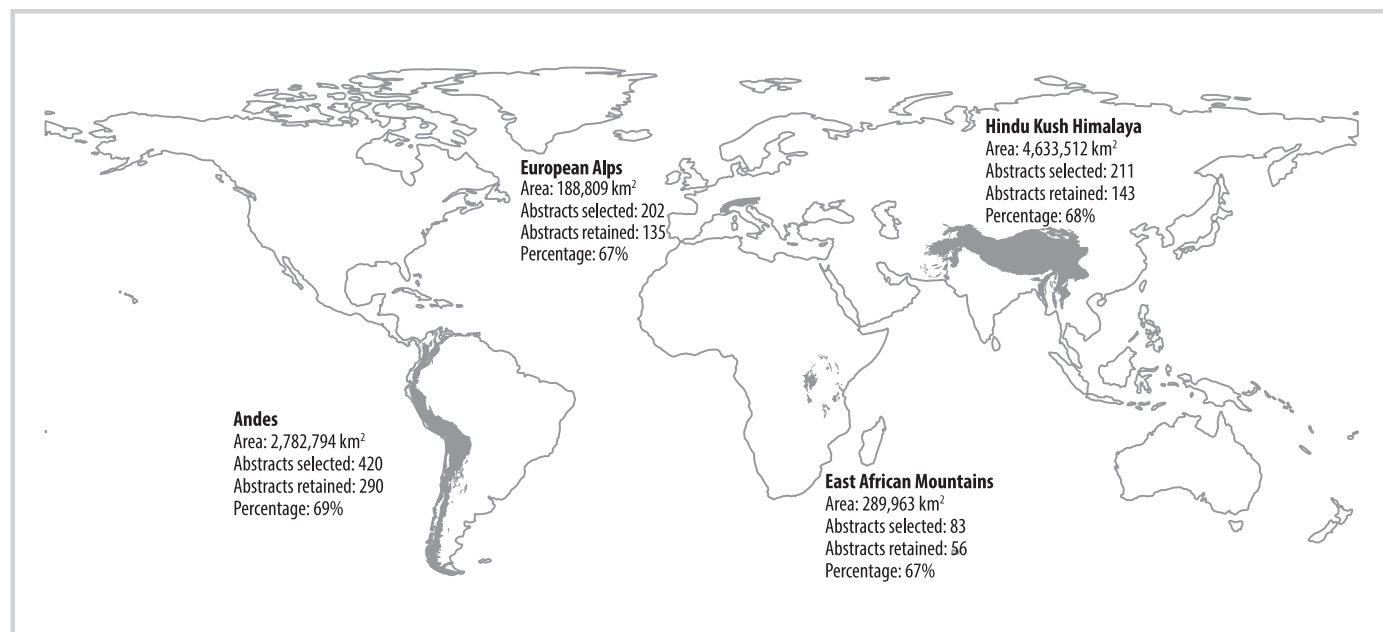 European Alps
Area: 188,809 km²
Abstracts selected: 202
Abstracts retained: 135
Percentage: 67%
Hindu Kush Himalaya
Area: 4,633,512 km²
Abstracts selected: 211
Abstracts retained: 143
Percentage: 68%
Andes
Area: 2,782,794 km²
Abstracts selected: 420
Abstracts retained: 290
Percentage: 69%
East African Mountains
Area: 289,963 km²
Abstracts selected: 83
Abstracts retained: 56
Percentage: 67%